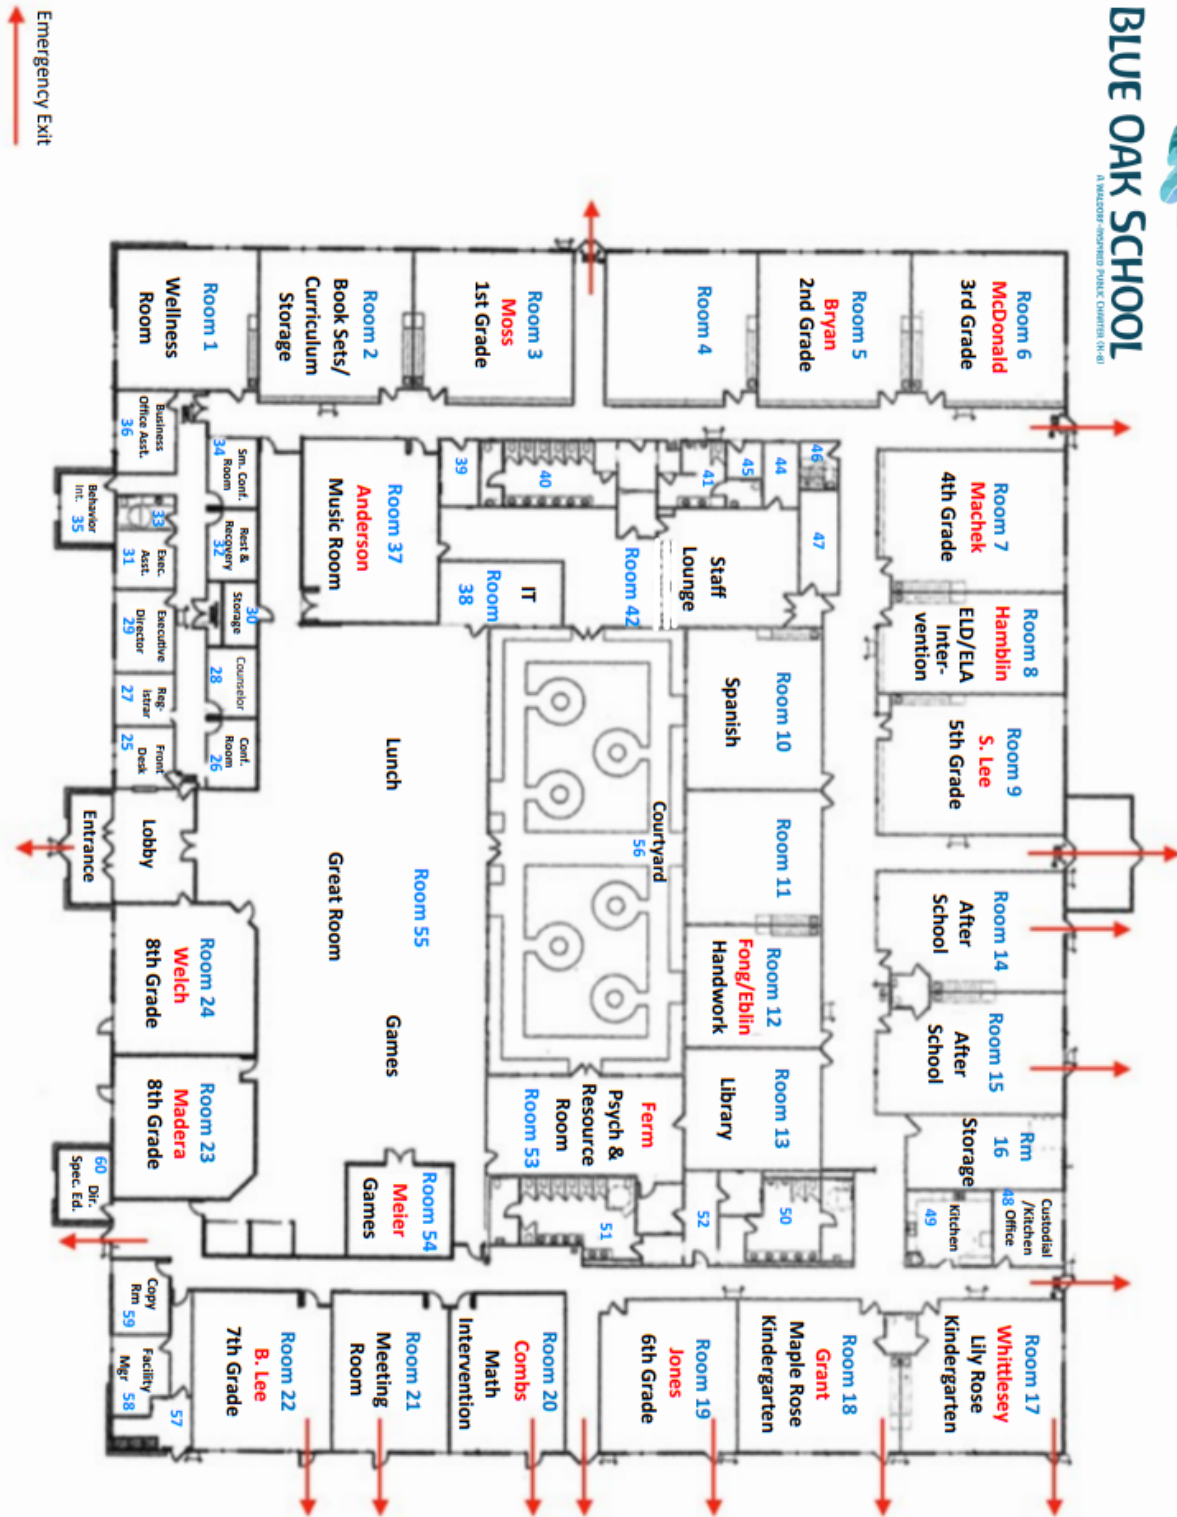 BLUE OAK SCHOOL
A WALDORF-INSPIRED PUBLIC CHARTER (K-8)
Emergency Exit
Room 6
McDonald
3rd Grade
Room 5
Bryan
2nd Grade
Room 4
Room 3
Moss
1st Grade
Room 2
Book Sets/
Curriculum
Storage
Room 1
Wellness
Room
Room 7
Machek
4th Grade
Room 8
Hamblin
ELD/ELA
Inter-
vention
Room 9
S. Lee
5th Grade
Room 14
After
School
Room 15
After
School
Rm
16
Storage
Custodial
/Kitchen
48 Office
Kitchen
49
Room 17
Whittlesey
Lily Rose
Kindergarten
Room 18
Grant
Maple Rose
Kindergarten
Room 19
Jones
6th Grade
Room 20
Combs
Math
Intervention
Room 21
Meeting
Room
Room 22
B. Lee
7th Grade
57
Facility
Mgr
58
Copy
Rm
59
46
44
45
41
47
40
39
Staff
Lounge
Room 42
IT
Room
38
Room 37
Anderson
Music Room
Room 10
Spanish
Room 11
Room 12
Fong/Eblin
Handwork
Room 13
Library
50
52
51
Courtyard
56
Ferm
Psych &
Resource
Room
Room 53
Room 54
Meier
Games
Room 55
Lunch
Games
Great Room
Business
Office Asst.
36
Sm. Conf.
Room
34
Behavior
Int. 35
33
Rest &
Recovery
32
Exec.
Asst.
31
30
Storage
Executive
Director
29
Counselor
28
Reg-
istrar
27
Conf.
Room
26
Front
Desk
25
Lobby
Entrance
Room 24
Welch
8th Grade
Room 23
Madera
8th Grade
60 Dir.
Spec. Ed.